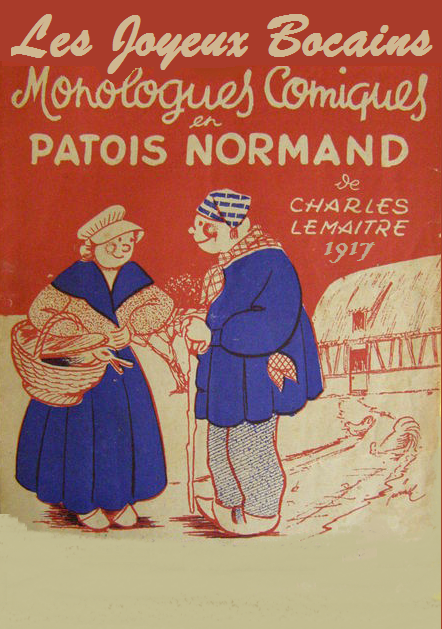 Les Joyeux Bocains
Monologues Comiques
en
PATOIS NORMAND
de
CHARLES
LEMAITRE
1917